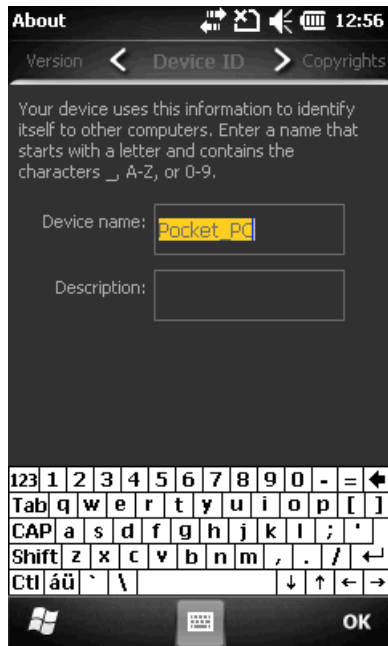 About 12:56
Version Device ID Copyrights
Your device uses this information to identify
itself to other computers. Enter a name that
starts with a letter and contains the
characters _, A-Z, or 0-9.
Device name: Pocket_PC
Description:
123 1 2 3 4 5 6 7 8 9 0 - =
Tab q w e r t y u i o p [ ]
CAP a s d f g h j k l ; '
Shift z x c v b n m , . /
Ctl áü ` \
OK